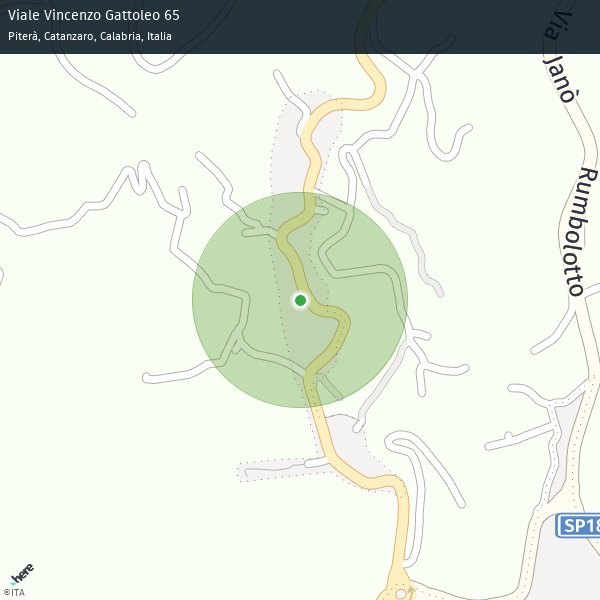 Viale Vincenzo Gattoleo 65
Piterà, Catanzaro, Calabria, Italia
Via Janò
Rumbolotto
SP18
here
©ITA